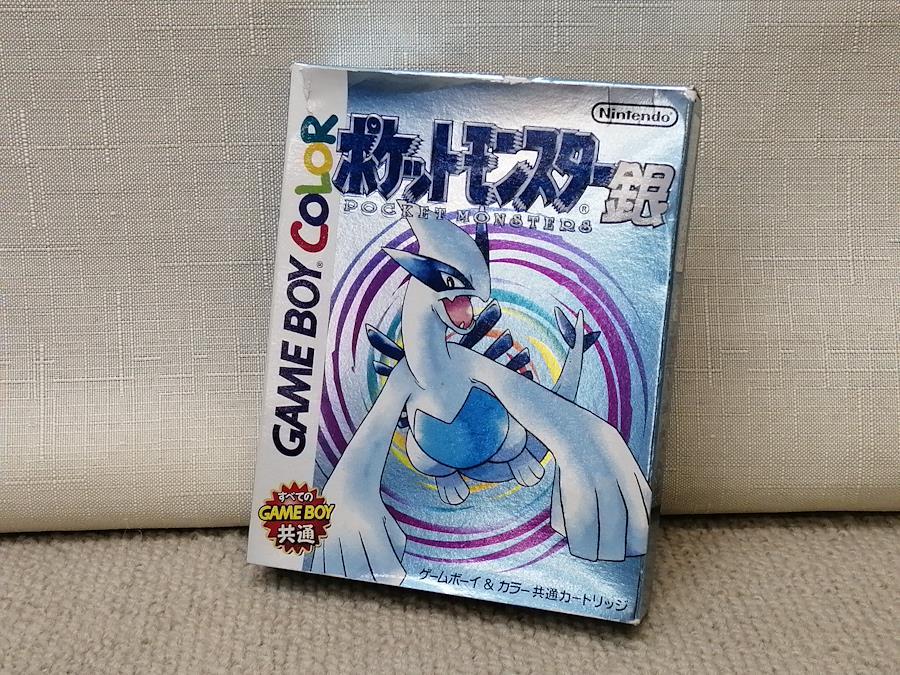 Nintendo
ポケットモンスター銀
POCKET MONSTERS
®
GAME BOY® COLOR
すべての
GAME BOY
共通
ゲームボーイ & カラー共通カートリッジ